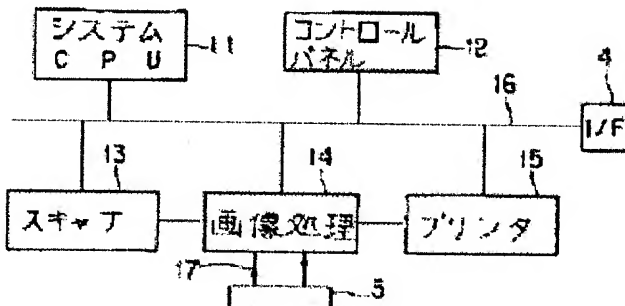 システム
CPU
11
コントロール
パネル
12
4
I/F
16
13
14
15
スキャナ
画像処理
プリンタ
17
5